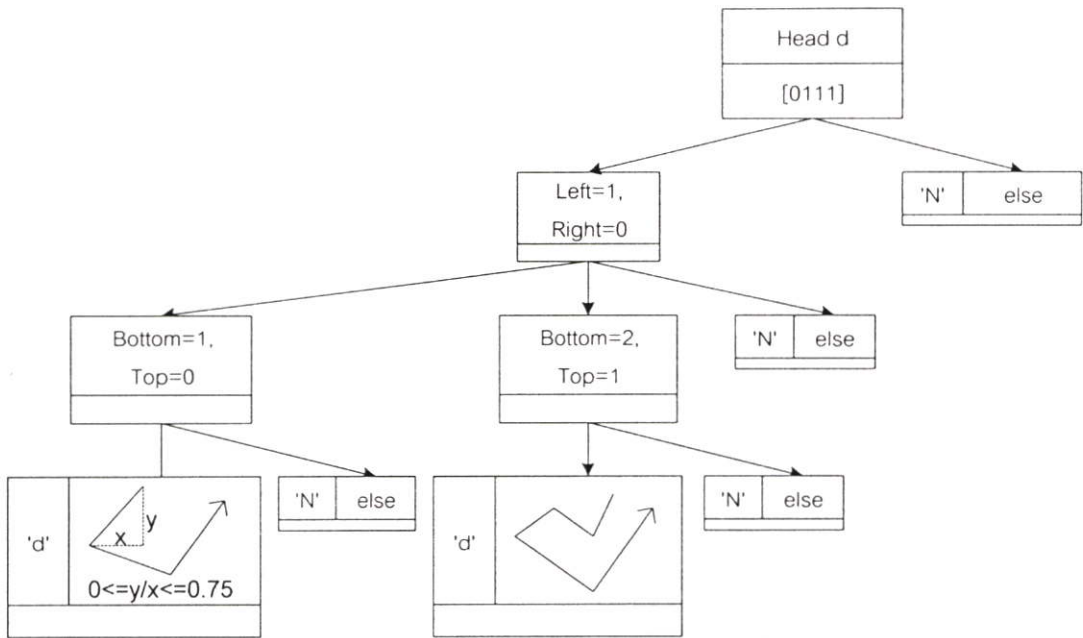 Head d
[0111]
Left=1,
Right=0
'N' else
Bottom=1,
Top=0
Bottom=2,
Top=1
'N' else
'd'
x
y
0<=y/x<=0.75
'N' else
'd'
'N' else